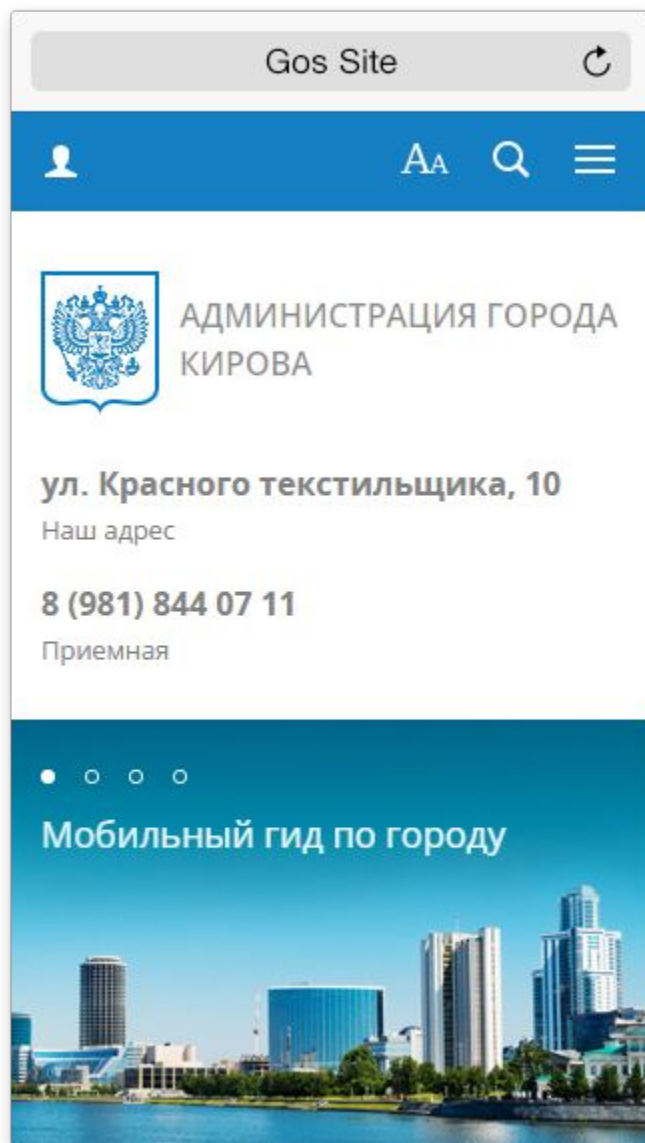 Gos Site
AA
АДМИНИСТРАЦИЯ ГОРОДА
КИРОВА
ул. Красного текстильщика, 10
Наш адрес
8 (981) 844 07 11
Приемная
Мобильный гид по городу